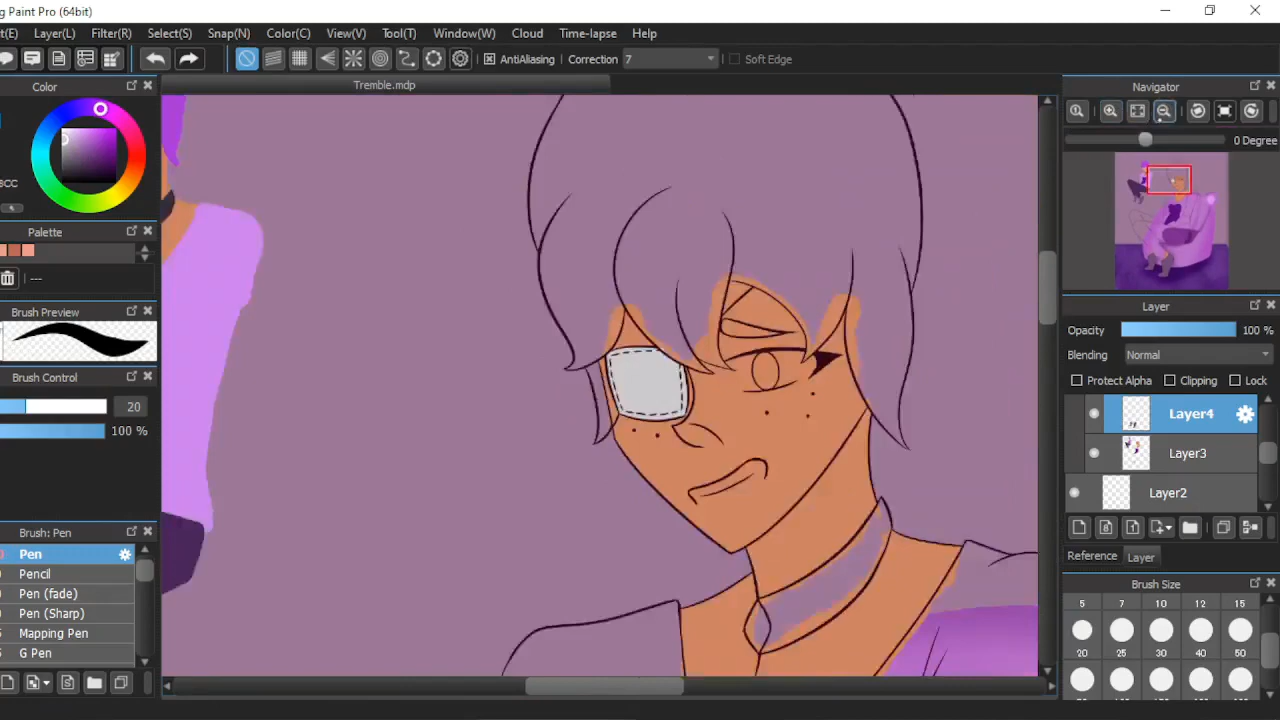 ng Paint Pro (64bit)
t(E) Layer(L) Filter(R) Select(S) Snap(N) Color(C) View(V) Tool(T) Window(W) Cloud Time-lapse Help
AntiAliasing Correction 7 Soft Edge
Color
Tremble.mdp
Navigator
0 Degree
SCC
Palette
---
Brush Preview
Layer
Opacity 100 %
Blending Normal
Brush Control
Protect Alpha Clipping Lock
20
100 %
Layer4
Layer3
Layer2
Brush: Pen
Pen
Pencil
Pen (fade)
Pen (Sharp)
Mapping Pen
G Pen
Reference Layer
Brush Size
5 7 10 12 15
20 25 30 40 50